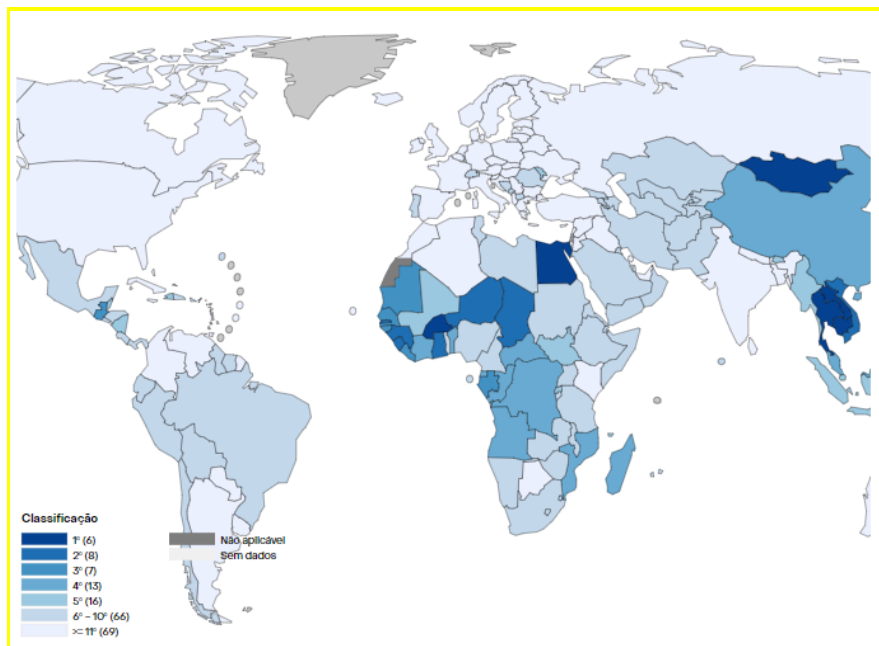 Classificação
1º (6)
2º (8)
3º (7)
4º (13)
5º (16)
6º – 10º (66)
>= 11º (69)
Não aplicável
Sem dados